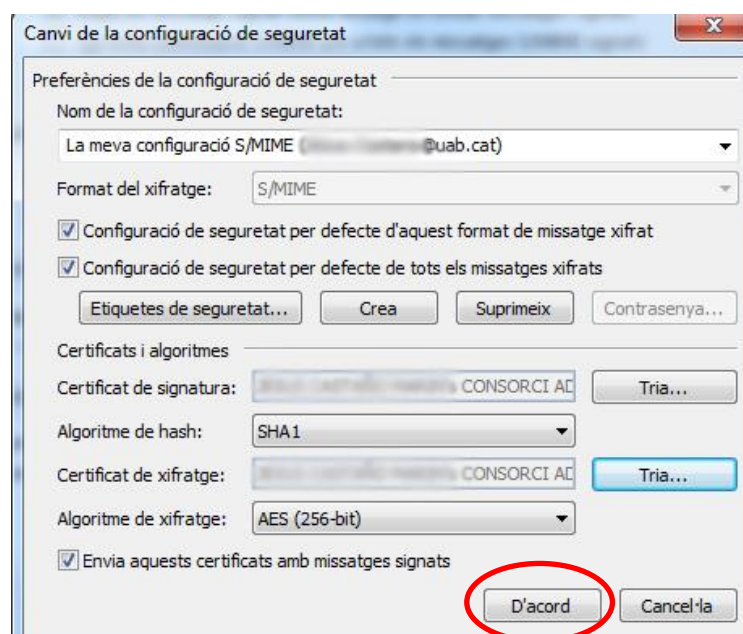 Canvi de la configuració de seguretat
Preferències de la configuració de seguretat
Nom de la configuració de seguretat:
La meva configuració S/MIME ( @uab.cat)
Format del xifratge: S/MIME
Configuració de seguretat per defecte d'aquest format de missatge xifrat
Configuració de seguretat per defecte de tots els missatges xifrats
Etiquetes de seguretat... Crea Suprimeix Contrasenya...
Certificats i algoritmes
Certificat de signatura: CONSORCI AD Tria...
Algoritme de hash: SHA1
Certificat de xifratge: CONSORCI AD Tria...
Algoritme de xifratge: AES (256-bit)
Envia aquests certificats amb missatges signats
D'acord Cancel·la